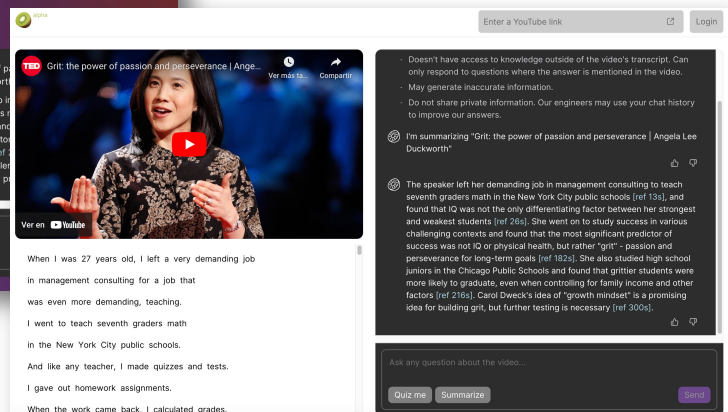 alpha
Enter a YouTube link
Login
TED
Grit: the power of passion and perseverance | Ange...
Ver más ta...
Compartir
Ver en YouTube
When I was 27 years old, I left a very demanding job
in management consulting for a job that
was even more demanding, teaching.
I went to teach seventh graders math
in the New York City public schools.
And like any teacher, I made quizzes and tests.
I gave out homework assignments.
When the work came back, I calculated grades.
· Doesn't have access to knowledge outside of the video's transcript. Can
only respond to questions where the answer is mentioned in the video.
· May generate inaccurate information.
· Do not share private information. Our engineers may use your chat history
to improve our answers.
I'm summarizing "Grit: the power of passion and perseverance | Angela Lee
Duckworth"
The speaker left her demanding job in management consulting to teach
seventh graders math in the New York City public schools [ref 13s], and
found that IQ was not the only differentiating factor between her strongest
and weakest students [ref 26s]. She went on to study success in various
challenging contexts and found that the most significant predictor of
success was not IQ or physical health, but rather "grit" - passion and
perseverance for long-term goals [ref 182s]. She also studied high school
juniors in the Chicago Public Schools and found that grittier students were
more likely to graduate, even when controlling for family income and other
factors [ref 216s]. Carol Dweck's idea of "growth mindset" is a promising
idea for building grit, but further testing is necessary [ref 300s].
Ask any question about the video...
Quiz me
Summarize
Send